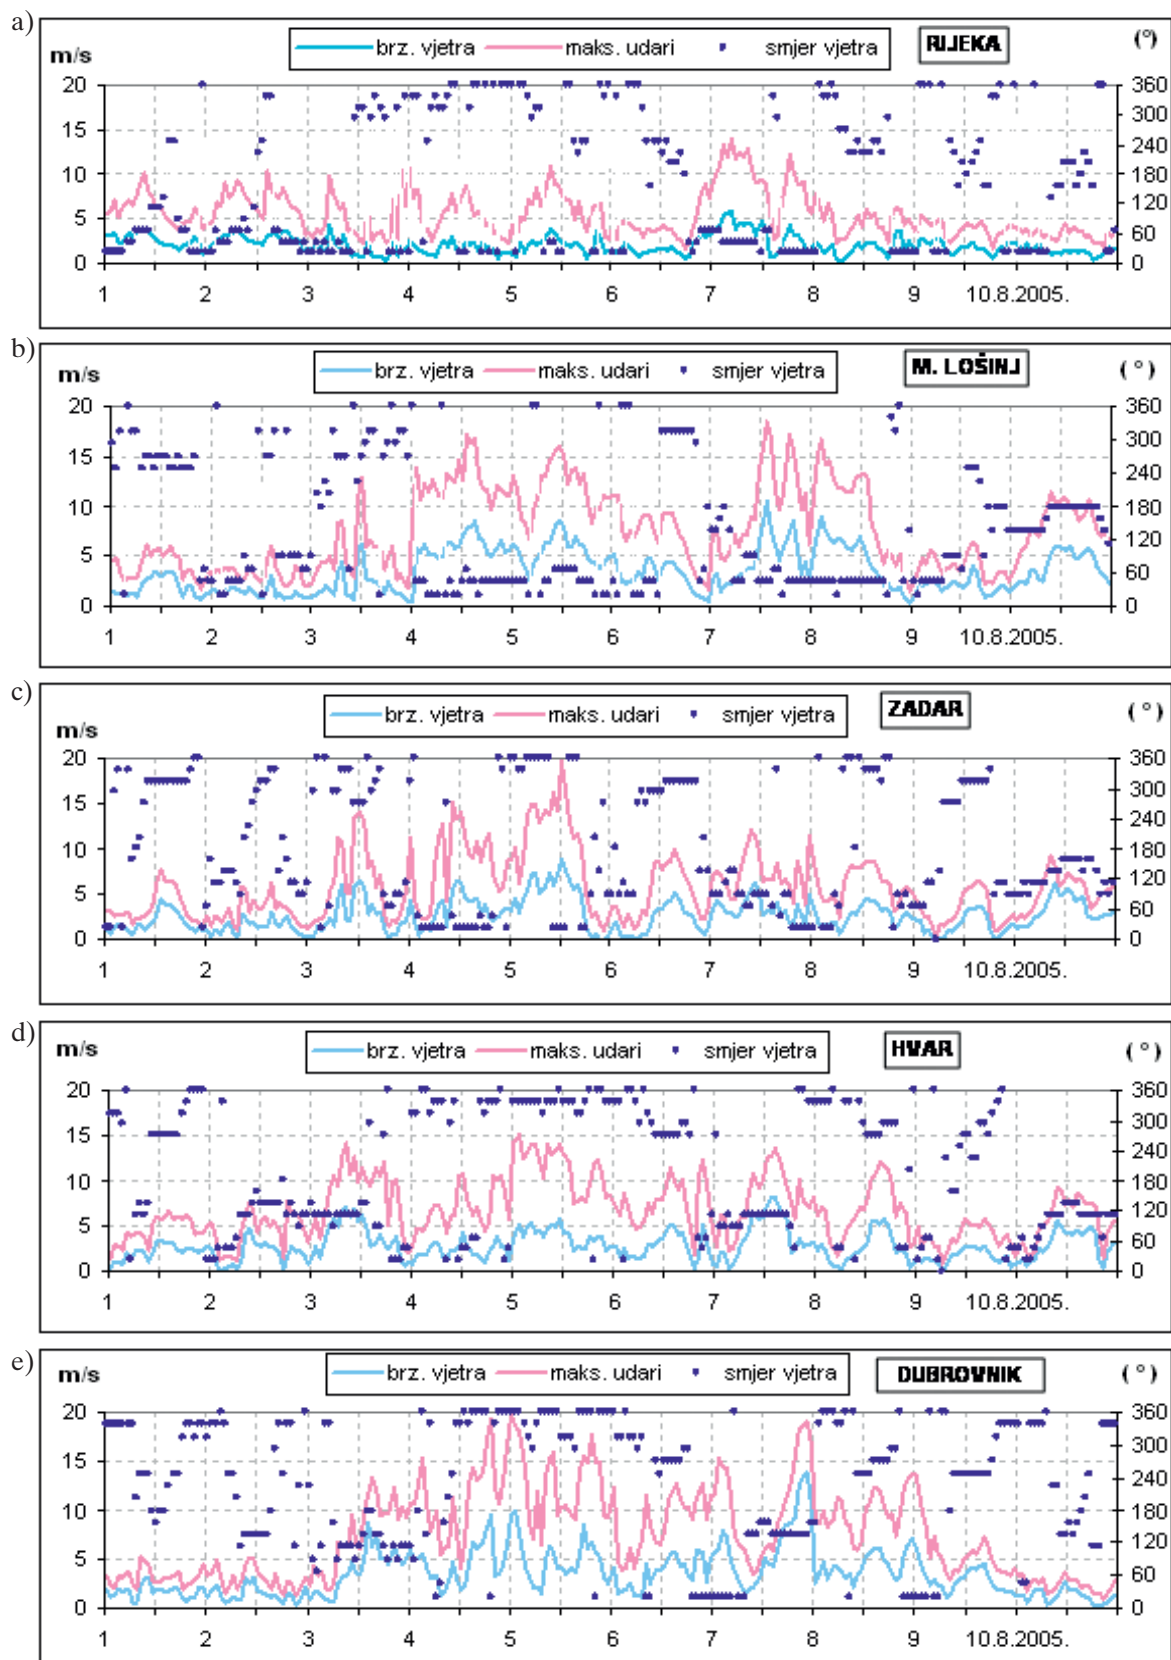 a)
brz. vjetra maks. udari smjer vjetra RIJEKA (°)
m/s
20 360
15 300
240
10 180
5 120
60
0 0
1 2 3 4 5 6 7 8 9 10.8.2005.
b)
brz. vjetra maks. udari smjer vjetra M. LOŠINJ (°)
m/s
20 360
15 300
240
10 180
5 120
60
0 0
1 2 3 4 5 6 7 8 9 10.8.2005.
c)
brz. vjetra maks. udari smjer vjetra ZADAR (°)
m/s
20 360
15 300
240
10 180
5 120
60
0 0
1 2 3 4 5 6 7 8 9 10.8.2005.
d)
brz. vjetra maks. udari smjer vjetra HVAR (°)
m/s
20 360
15 300
240
10 180
5 120
60
0 0
1 2 3 4 5 6 7 8 9 10.8.2005.
e)
brz. vjetra maks. udari smjer vjetra DUBROVNIK (°)
m/s
20 360
15 300
240
10 180
5 120
60
0 0
1 2 3 4 5 6 7 8 9 10.8.2005.